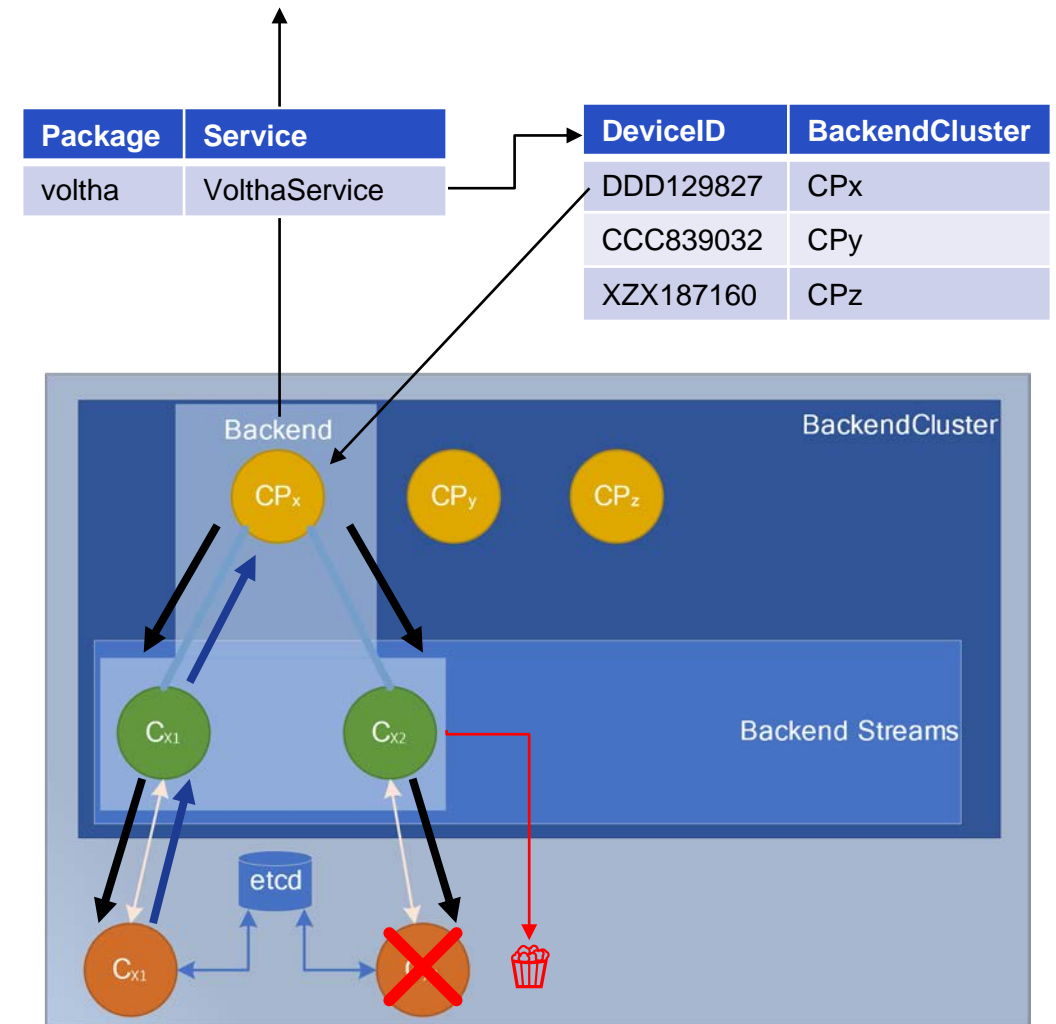 Package Service
voltha VolthaService
DeviceID BackendCluster
DDD129827 CPx
CCC839032 CPy
XZX187160 CPz
BackendCluster
Backend
CPx CPy CPz
CX1 CX2 Backend Streams
etcd
CX1